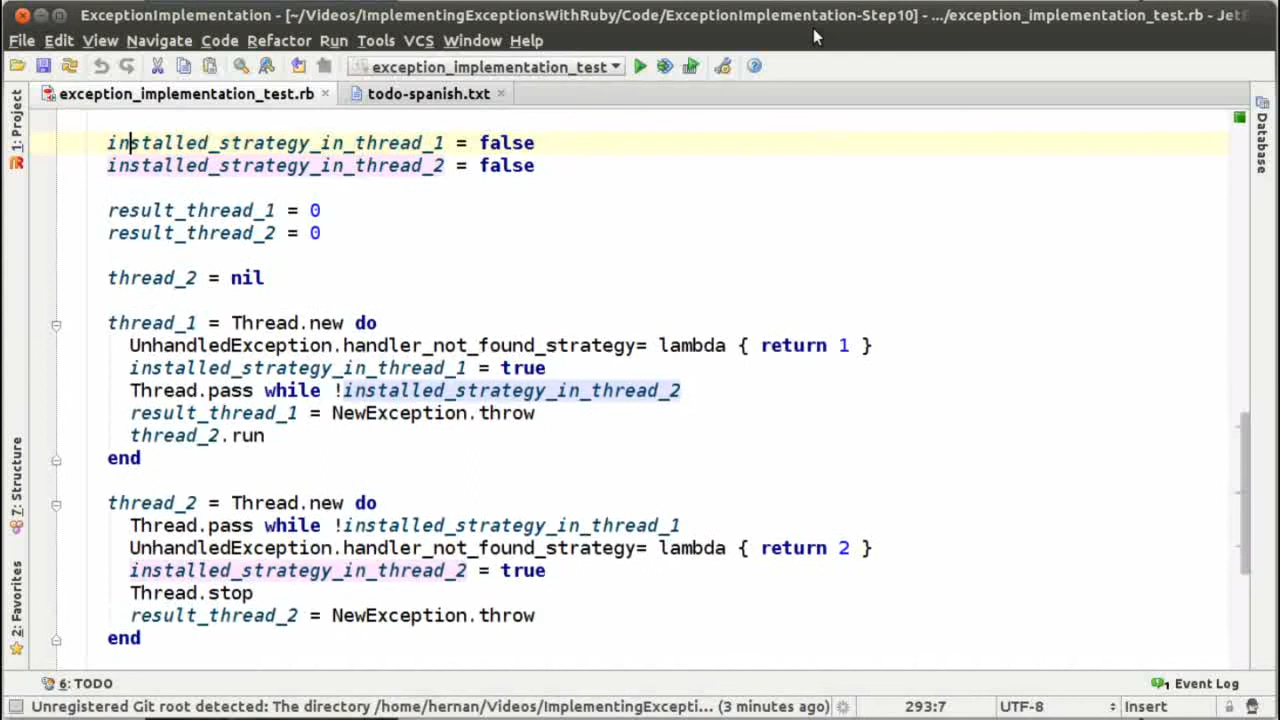 ExceptionImplementation - [~/Videos/ImplementingExceptionsWithRuby/Code/ExceptionImplementation-Step10] - .../exception_implementation_test.rb - Jet
File Edit View Navigate Code Refactor Run Tools VCS Window Help
exception_implementation_test
exception_implementation_test.rb todo-spanish.txt
1: Project
Database
installed_strategy_in_thread_1 = false
installed_strategy_in_thread_2 = false
result_thread_1 = 0
result_thread_2 = 0
thread_2 = nil
thread_1 = Thread.new do
UnhandledException.handler_not_found_strategy= lambda { return 1 }
installed_strategy_in_thread_1 = true
Thread.pass while !installed_strategy_in_thread_2
result_thread_1 = NewException.throw
thread_2.run
end
thread_2 = Thread.new do
Thread.pass while !installed_strategy_in_thread_1
UnhandledException.handler_not_found_strategy= lambda { return 2 }
installed_strategy_in_thread_2 = true
Thread.stop
result_thread_2 = NewException.throw
end
7: Structure
2: Favorites
6: TODO
1 Event Log
Unregistered Git root detected: The directory /home/hernan/Videos/ImplementingExcepti... (3 minutes ago)
293:7
UTF-8
Insert